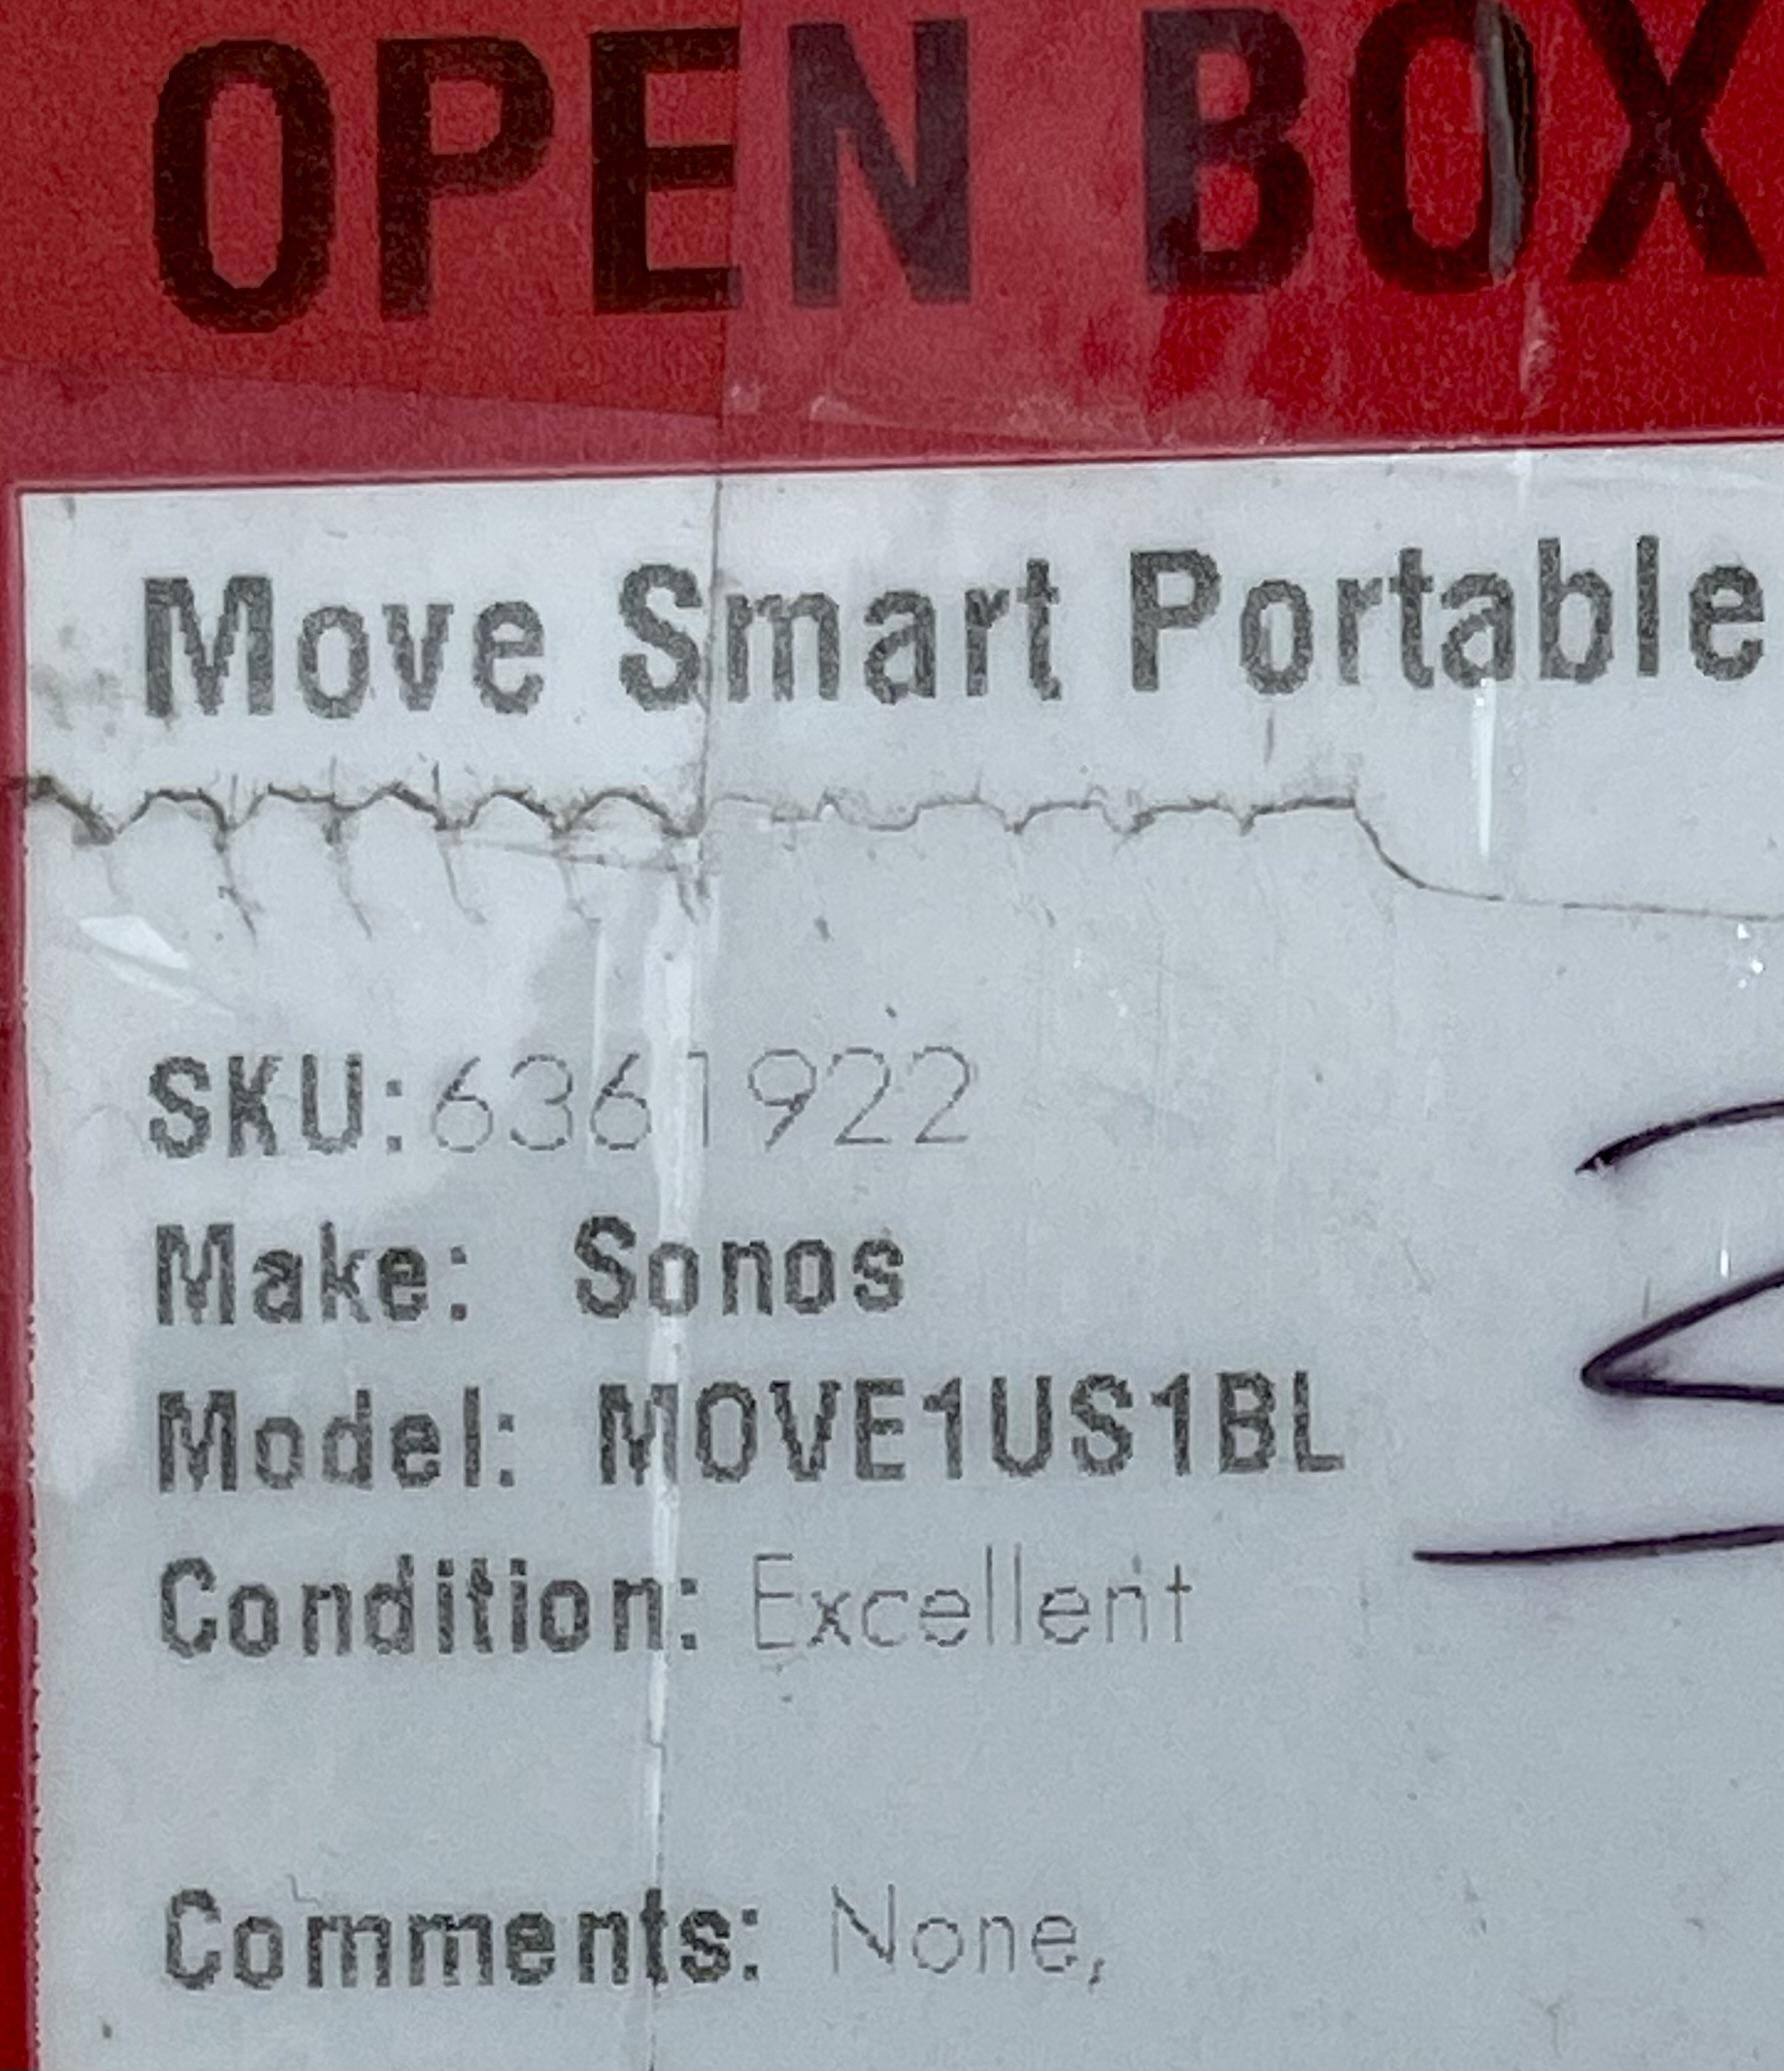 OPEN BOX
Move Smart Portable
SKU:6361922
Make: Sonos
Model: MOVE1US1BL
Condition: Excellent
Comments: None,